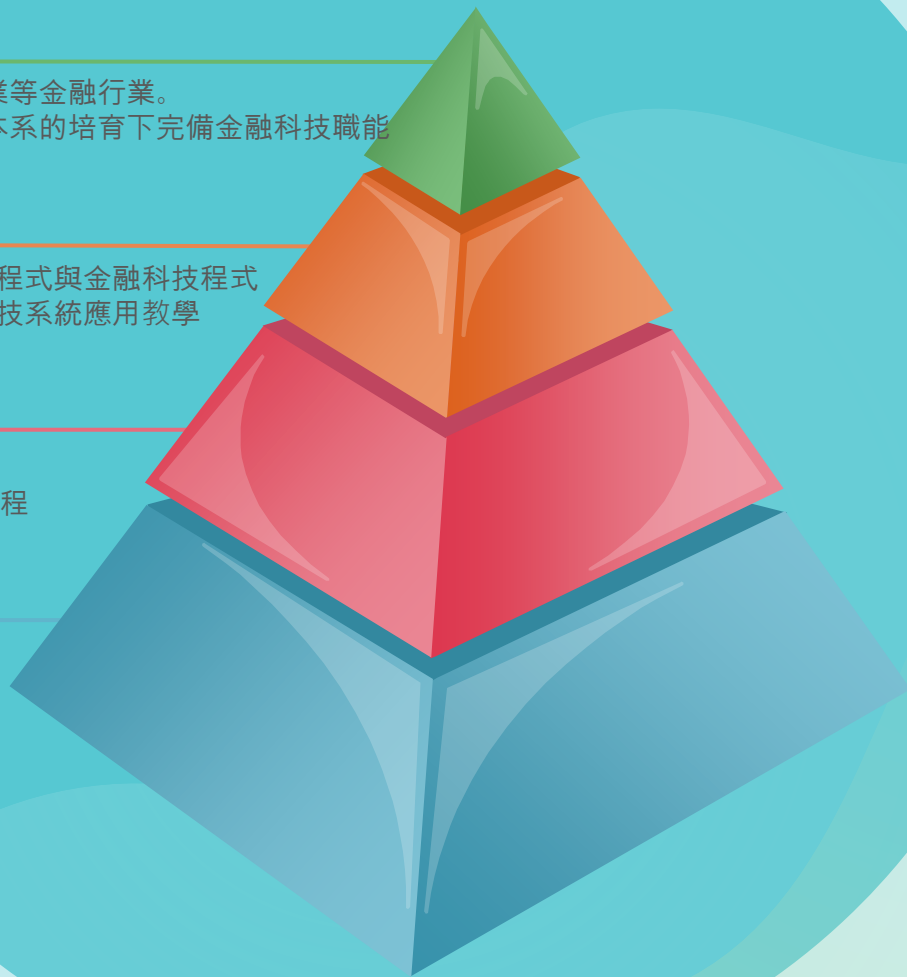 業等金融行業。
本系的培育下完備金融科技職能
程式與金融科技程式
技系統應用教學
程